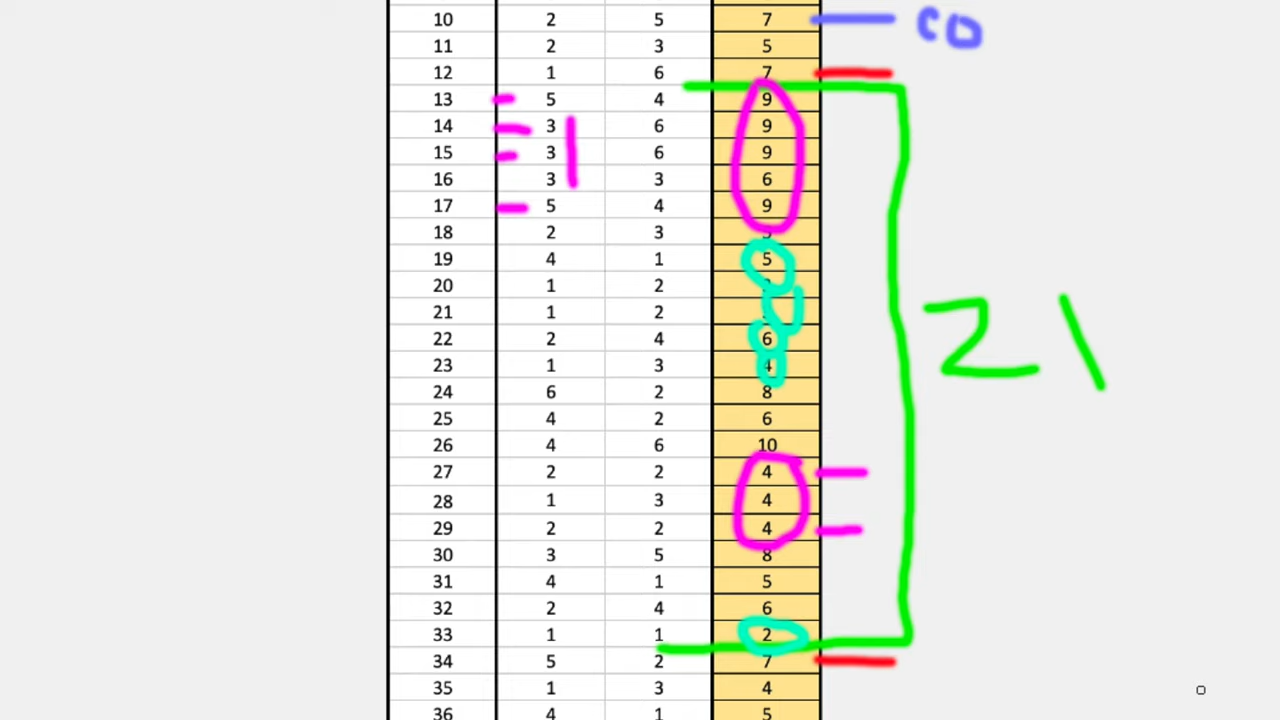 10 2 5 7 CO
11 2 3 5
12 1 6 7
13 5 4 9
14 3 6 9
15 3 6 9
16 3 3 6
17 5 4 9
18 2 3 5
19 4 1 5
20 1 2
21 1 2
22 2 4 6
23 1 3 4
24 6 2 8
25 4 2 6
26 4 6 10
27 2 2 4
28 1 3 4
29 2 2 4
30 3 5 8
31 4 1 5
32 2 4 6
33 1 1 2
34 5 2 7
35 1 3 4
36 4 1 5
21